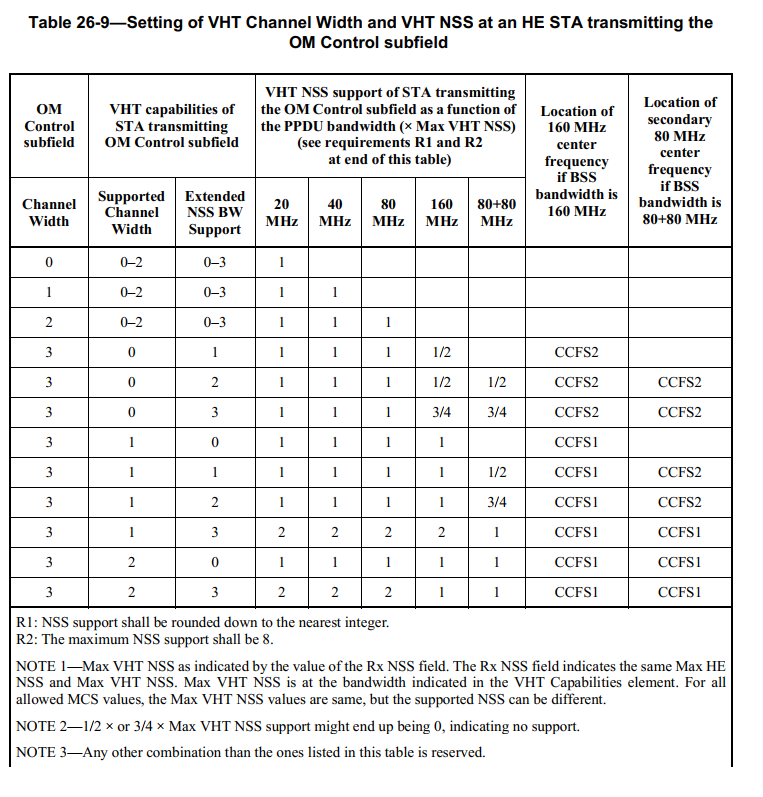 Table 26-9—Setting of VHT Channel Width and VHT NSS at an HE STA transmitting the
OM Control subfield
OM
Control
subfield
VHT capabilities of
STA transmitting
OM Control subfield
VHT NSS support of STA transmitting
the OM Control subfield as a function of
the PPDU bandwidth (× Max VHT NSS)
(see requirements R1 and R2
at end of this table)
Location of
160 MHz
center
frequency
if BSS
bandwidth is
160 MHz
Location of
secondary
80 MHz
center
frequency
if BSS
bandwidth is
80+80 MHz
Channel
Width
Supported
Channel
Width
Extended
NSS BW
Support
20
MHz
40
MHz
80
MHz
160
MHz
80+80
MHz
0 0–2 0–3 1
1 0–2 0–3 1 1
2 0–2 0–3 1 1 1
3 0 1 1 1 1 1/2 CCFS2
3 0 2 1 1 1 1/2 1/2 CCFS2 CCFS2
3 0 3 1 1 1 3/4 3/4 CCFS2 CCFS2
3 1 0 1 1 1 1 CCFS1
3 1 1 1 1 1 1 1/2 CCFS1 CCFS2
3 1 2 1 1 1 1 3/4 CCFS1 CCFS2
3 1 3 2 2 2 2 1 CCFS1 CCFS1
3 2 0 1 1 1 1 1 CCFS1 CCFS1
3 2 3 2 2 2 1 1 CCFS1 CCFS1
R1: NSS support shall be rounded down to the nearest integer.
R2: The maximum NSS support shall be 8.
NOTE 1—Max VHT NSS as indicated by the value of the Rx NSS field. The Rx NSS field indicates the same Max HE
NSS and Max VHT NSS. Max VHT NSS is at the bandwidth indicated in the VHT Capabilities element. For all
allowed MCS values, the Max VHT NSS values are same, but the supported NSS can be different.
NOTE 2—1/2 × or 3/4 × Max VHT NSS support might end up being 0, indicating no support.
NOTE 3—Any other combination than the ones listed in this table is reserved.